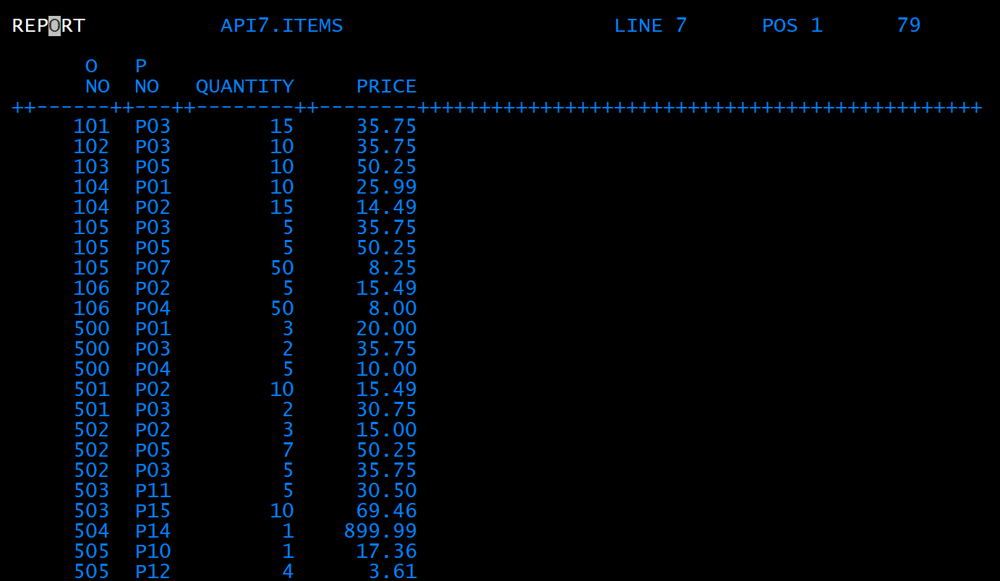 REPORT API7.ITEMS LINE 7 POS 1 79
O P
NO NO QUANTITY PRICE
++------++---++--------++--------++++++++++++++++++++++++++++++++++++++++++++++
101 P03 15 35.75
102 P03 10 35.75
103 P05 10 50.25
104 P01 10 25.99
104 P02 15 14.49
105 P03 5 35.75
105 P05 5 50.25
105 P07 50 8.25
106 P02 5 15.49
106 P04 50 8.00
500 P01 3 20.00
500 P03 2 35.75
500 P04 5 10.00
501 P02 10 15.49
501 P03 2 30.75
502 P02 3 15.00
502 P05 7 50.25
502 P03 5 35.75
503 P11 5 30.50
503 P15 10 69.46
504 P14 1 899.99
505 P10 1 17.36
505 P12 4 3.61